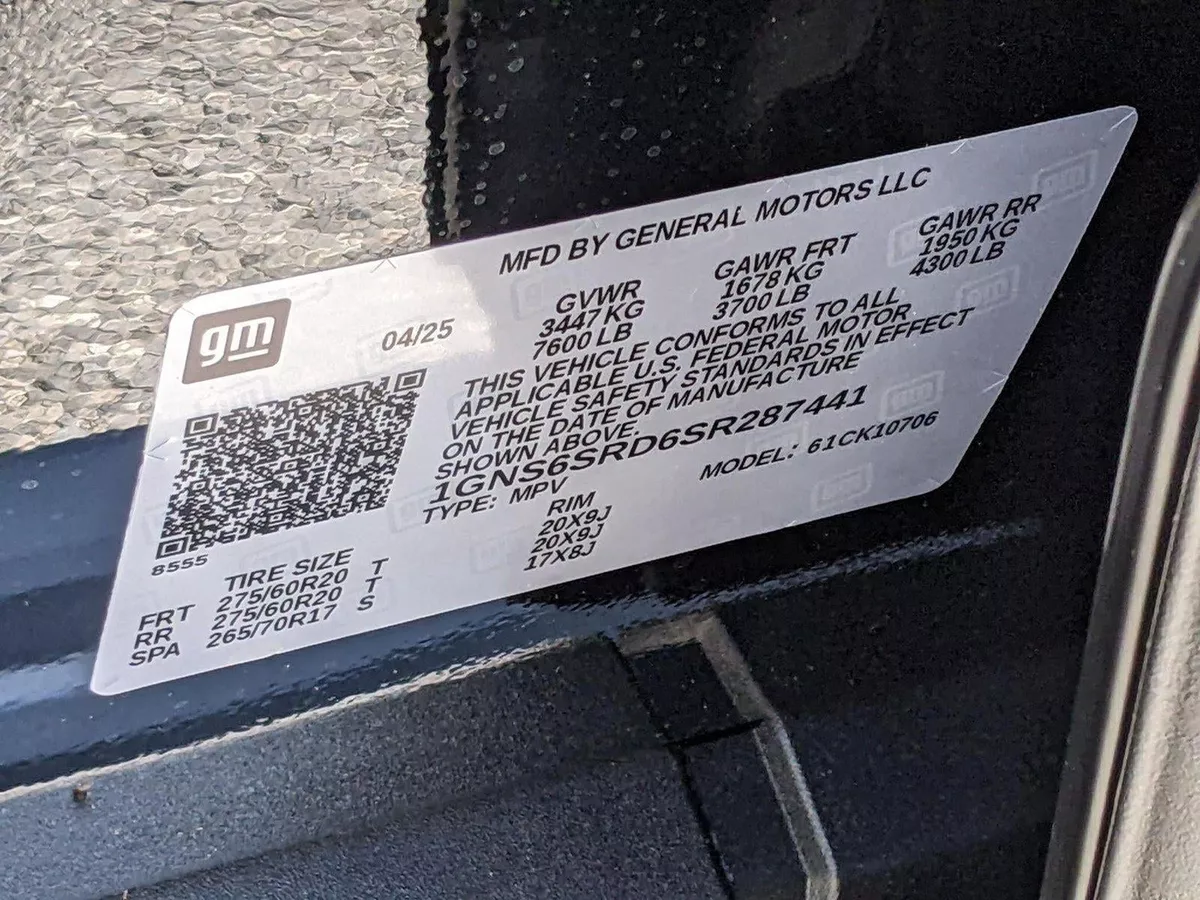 MFD BY GENERAL MOTORS LLC
gm
04/25
GVWR GAWR FRT GAWR RR
3447 KG 1678 KG 1950 KG
7600 LB 3700 LB 4300 LB
THIS VEHICLE CONFORMS TO ALL
APPLICABLE U.S. FEDERAL MOTOR
VEHICLE SAFETY STANDARDS IN EFFECT
ON THE DATE OF MANUFACTURE
SHOWN ABOVE.
1GNS6SRD6SR287441
TYPE: MPV MODEL: 61CK10706
8555
TIRE SIZE RIM
FRT 275/60R20 T 20X9J
RR 275/60R20 T 20X9J
SPA 265/70R17 S 17X8J